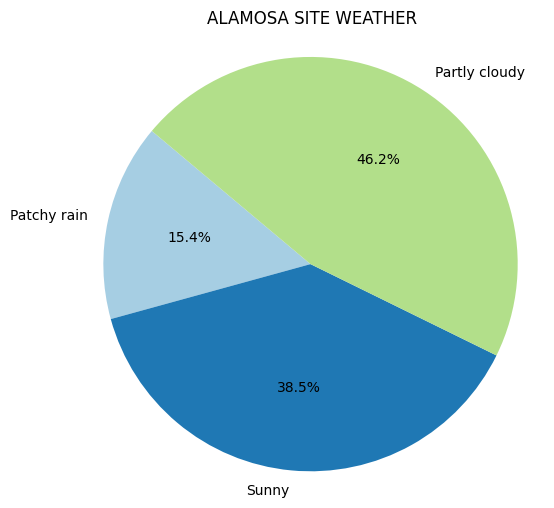 ALAMOSA SITE WEATHER
Partly cloudy
46.2%
Patchy rain
15.4%
38.5%
Sunny